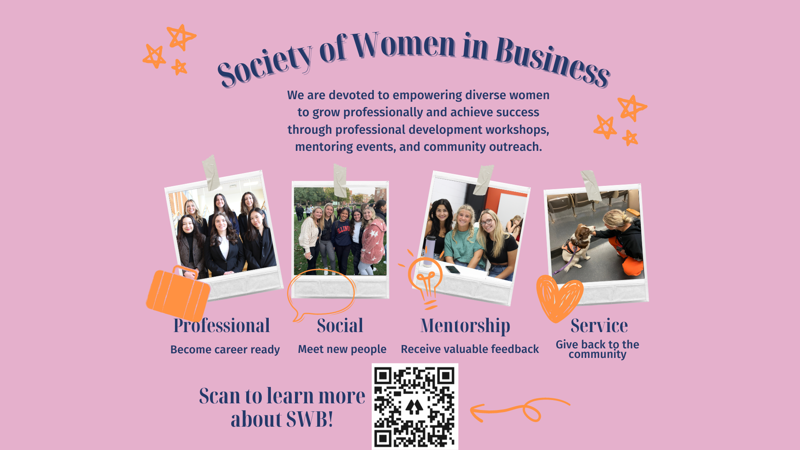 Society of Women in Business
We are devoted to empowering diverse women
to grow professionally and achieve success
through professional development workshops,
mentoring events, and community outreach.
Professional
Become career ready
Social
Meet new people
Mentorship
Receive valuable feedback
Service
Give back to the
community
Scan to learn more
about SWB!